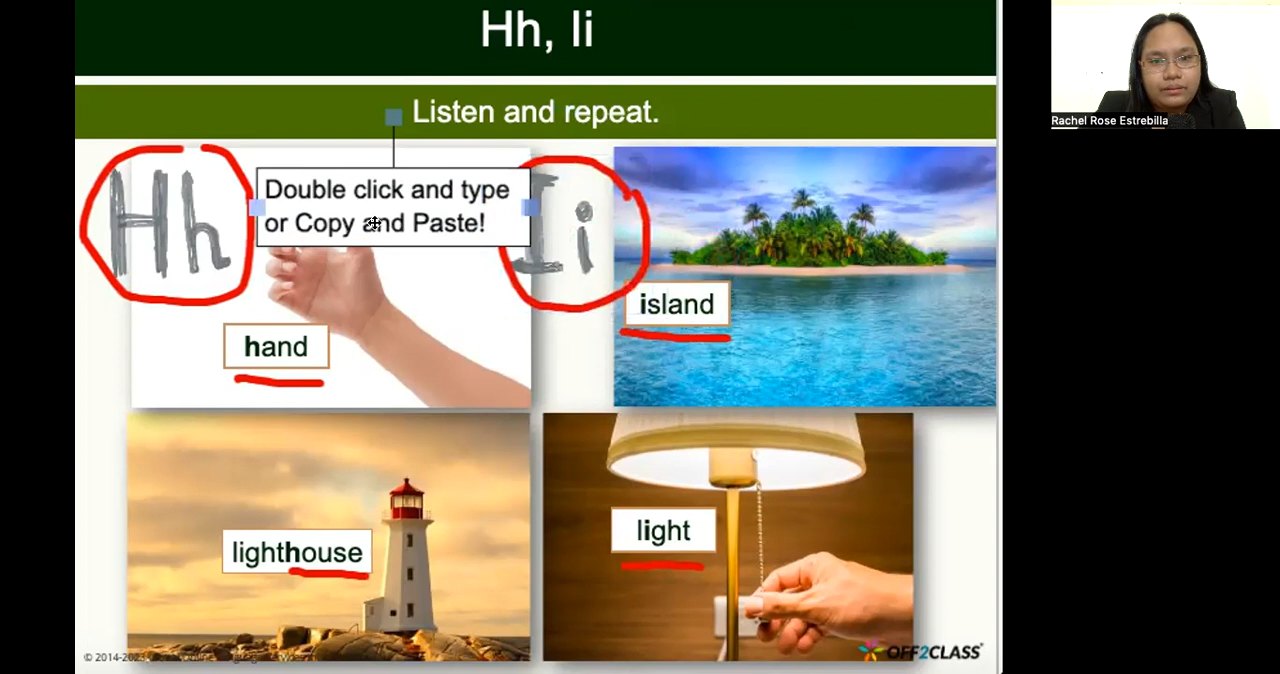 Hh, Ii
Listen and repeat.
Hh
Double click and type
or Copy and Paste!
Ii
island
hand
lighthouse
light
OFF2CLASS
Rachel Rose Estrebilla